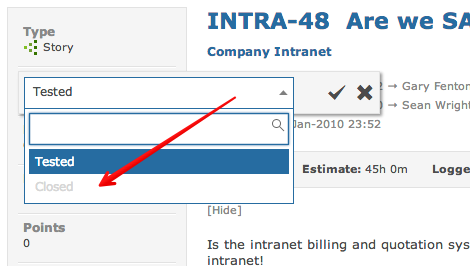 INTRA-48 Are we SA
Type
Story
Company Intranet
Tested
→ Gary Fenton
→ Sean Wright
Jan-2010 23:52
Tested
Closed
Estimate: 45h 0m Logge
[Hide]
Points
0
Is the intranet billing and quotation sys
intranet!